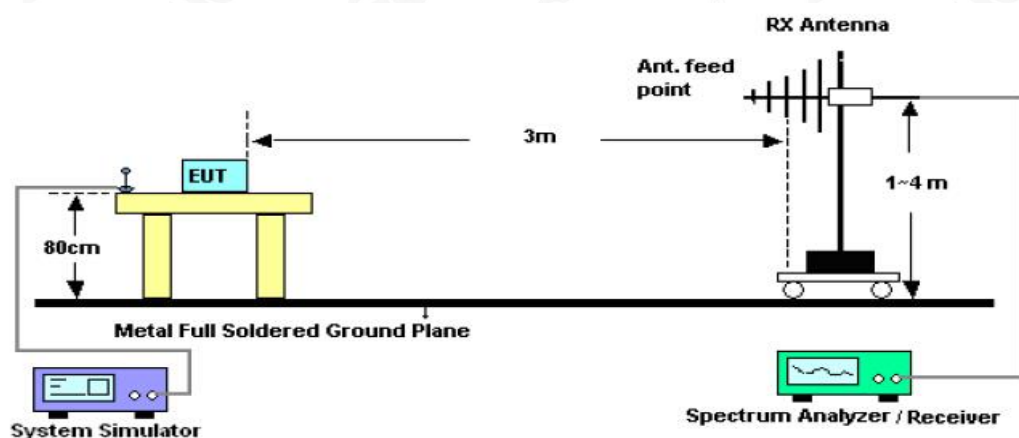 RX Antenna
Ant. feed
point
3m
EUT
1~4 m
80cm
Metal Full Soldered Ground Plane
System Simulator
Spectrum Analyzer / Receiver